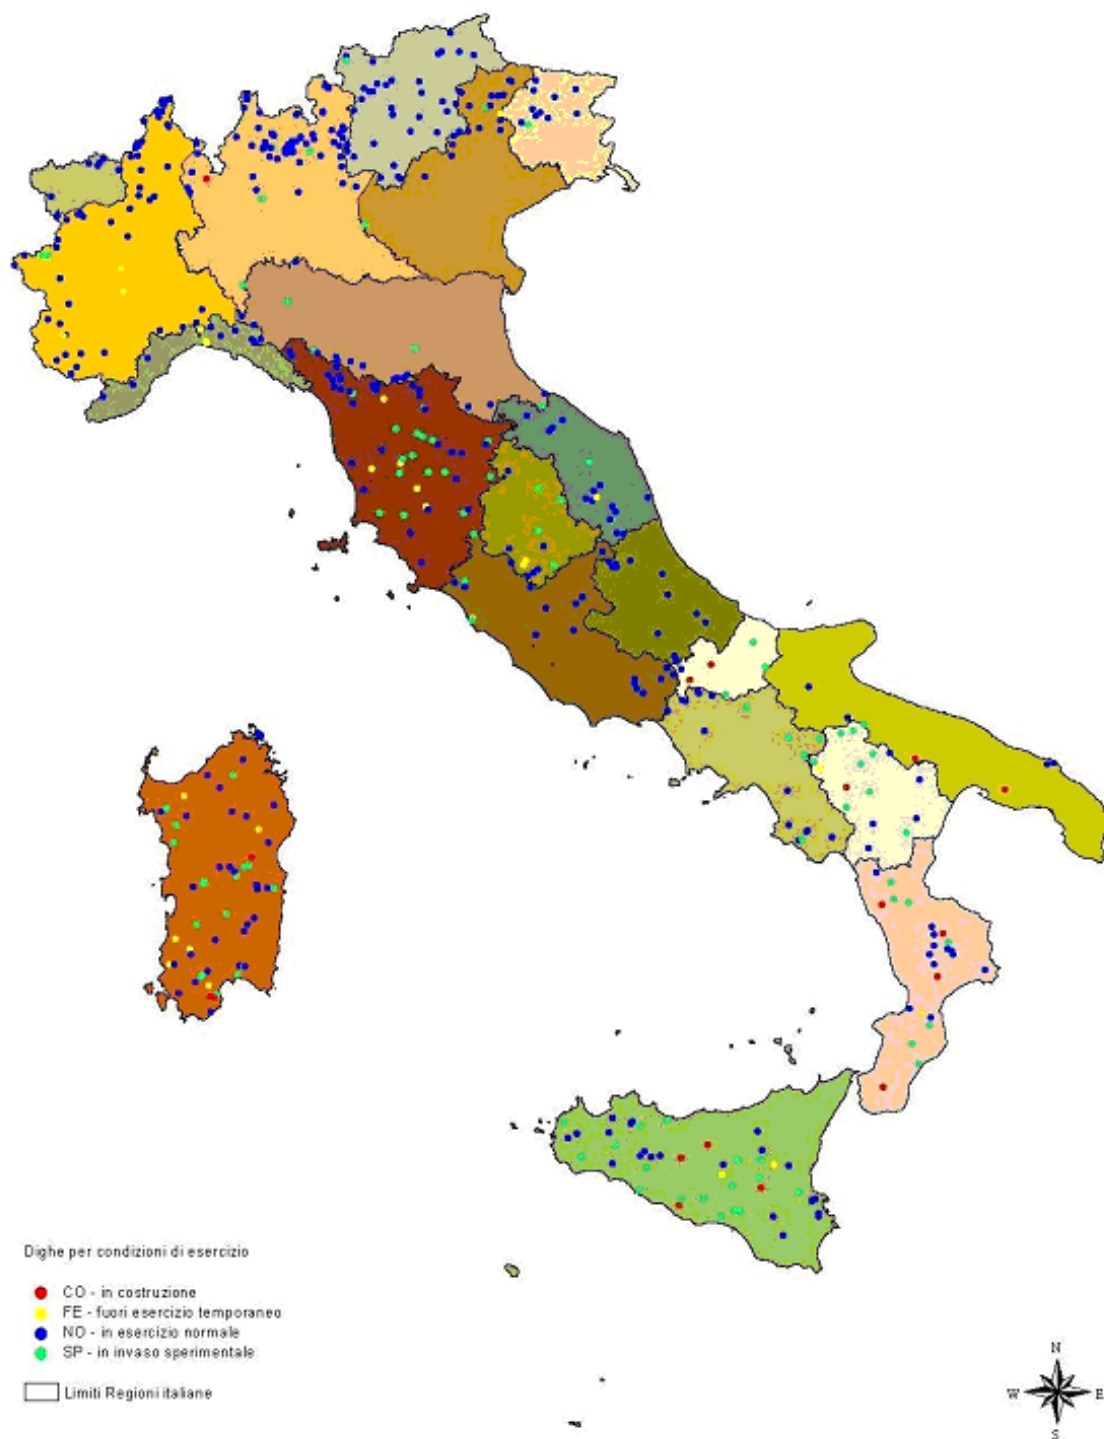 Dighe per condizioni di esercizio
CO - in costruzione
FE - fuori esercizio temporaneo
NO - in esercizio normale
SP - in invaso sperimentale
Limiti Regioni italiane
N
W E
S